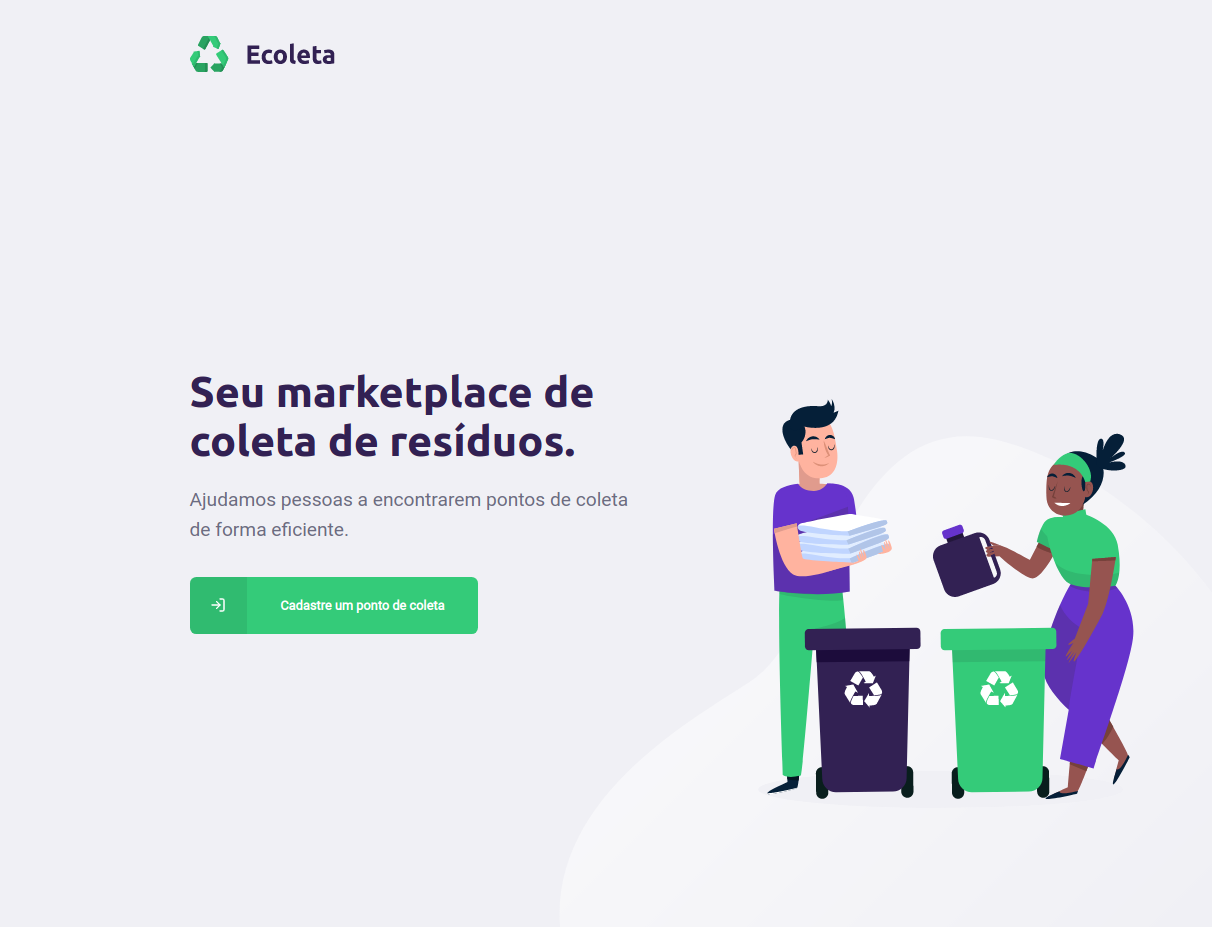 Ecoleta
Seu marketplace de
coleta de resíduos.
Ajudamos pessoas a encontrarem pontos de coleta
de forma eficiente.
Cadastre um ponto de coleta